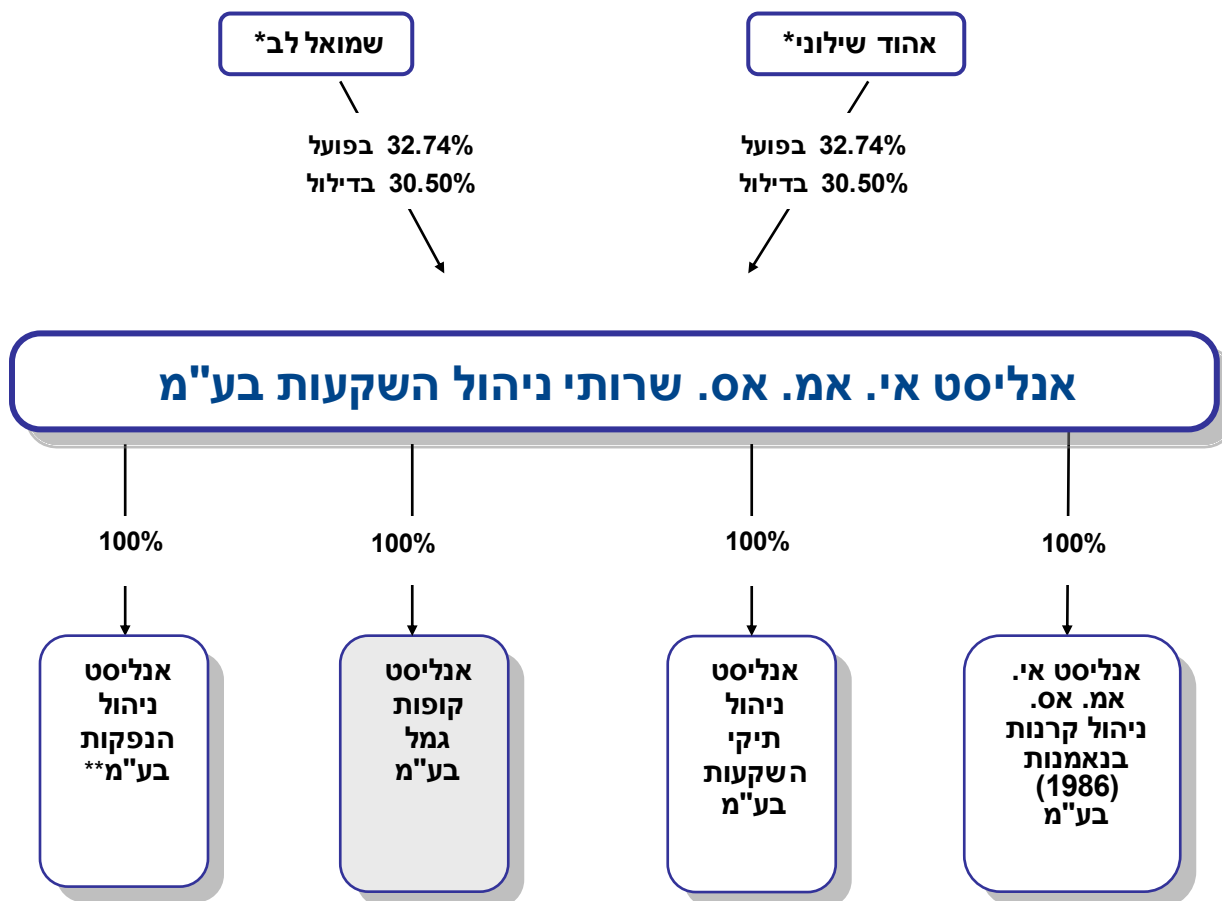 אהוד שילוני*
שמואל לב*
32.74% בפועל
30.50% בדילול
32.74% בפועל
30.50% בדילול
אנליסט אי. אמ. אס. שרותי ניהול השקעות בע"מ
100%
100%
100%
100%
אנליסט אי.
אמ. אס.
ניהול קרנות
בנאמנות
(1986)
בע"מ
אנליסט
ניהול
תיקי
השקעות
בע"מ
אנליסט
קופות
גמל
בע"מ
אנליסט
ניהול
הנפקות
בע"מ**